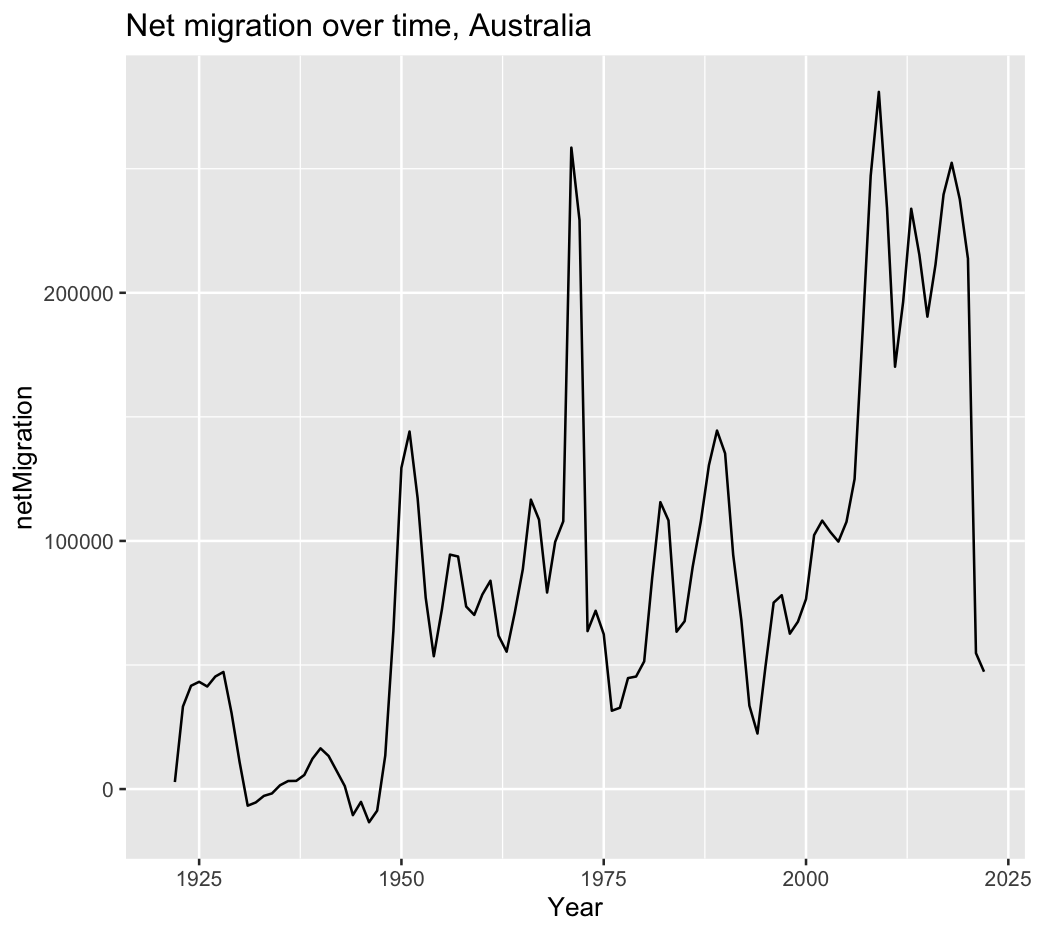 Net migration over time, Australia
netMigration
200000
100000
0
1925 1950 1975 2000 2025
Year